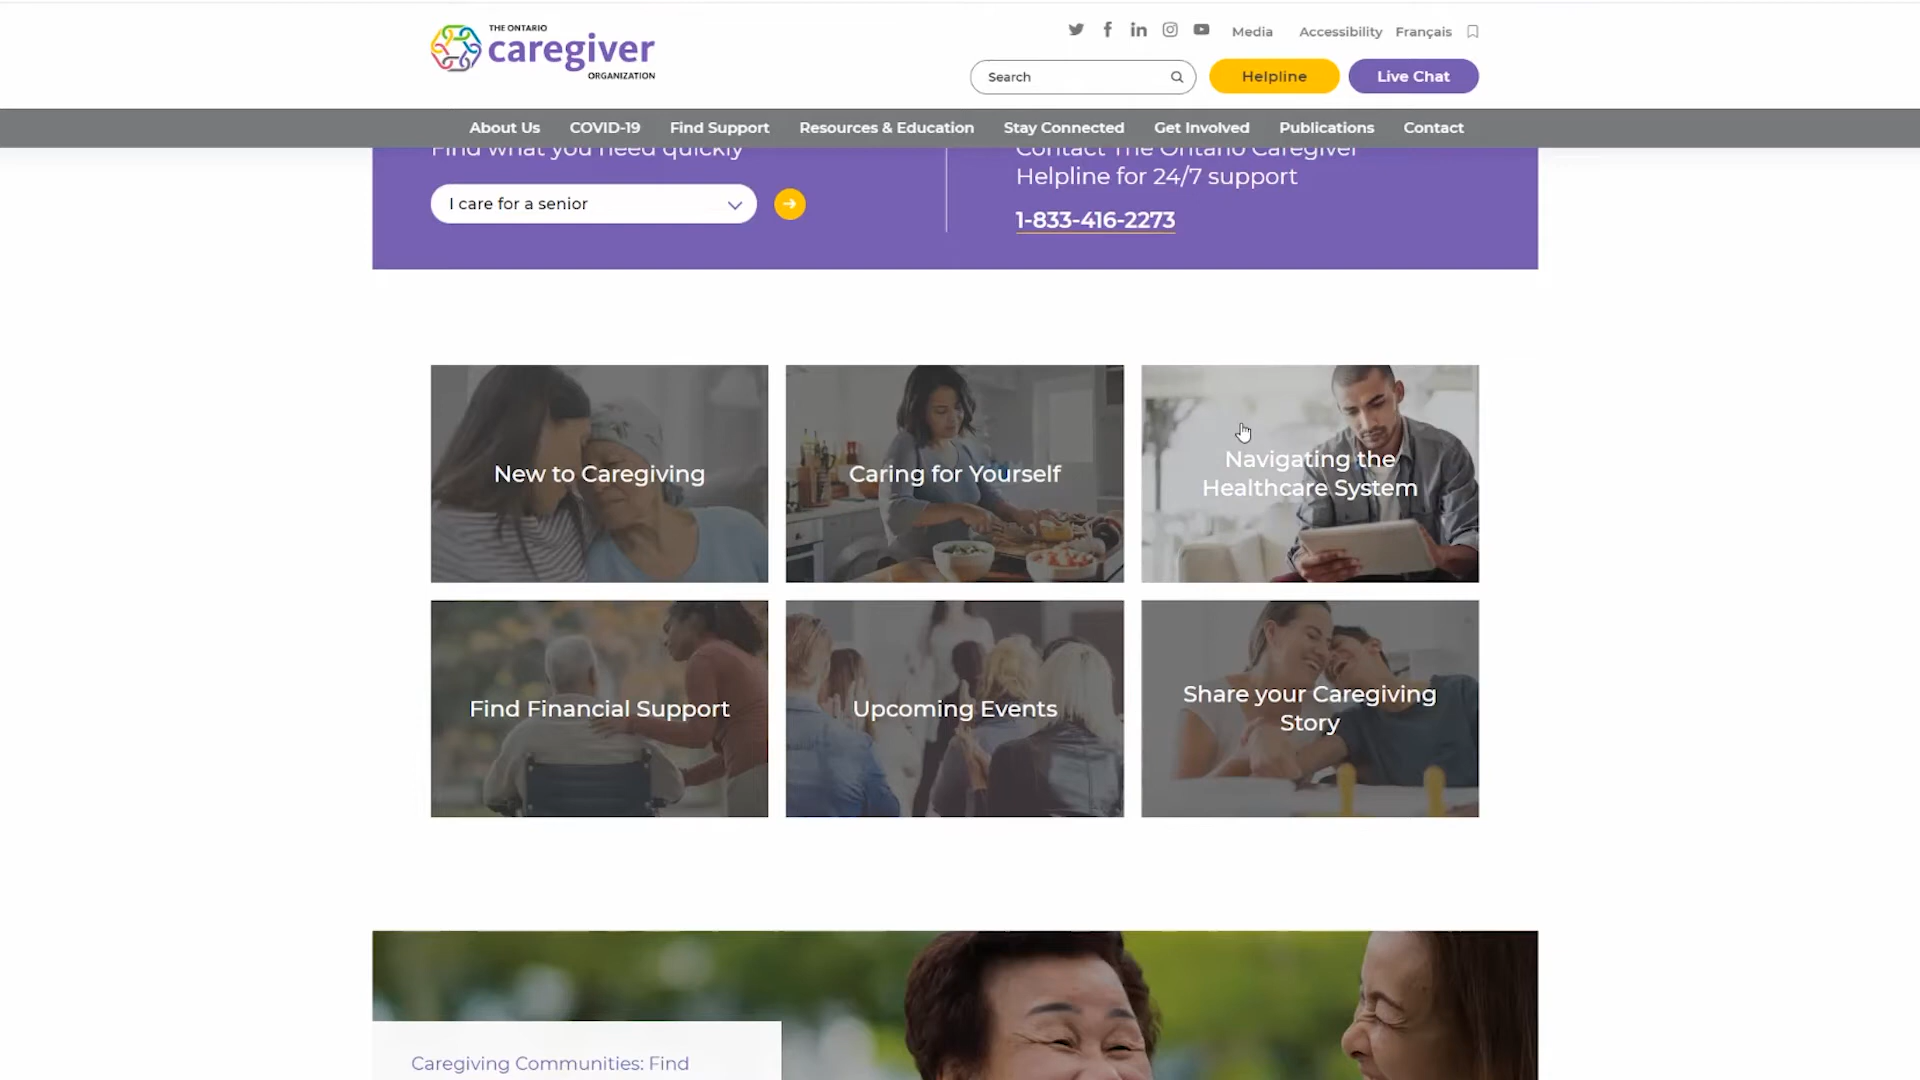 THE ONTARIO
caregiver
ORGANIZATION
Media Accessibility Français
Search
Helpline
Live Chat
About Us COVID-19 Find Support Resources & Education Stay Connected Get Involved Publications Contact
Find what you need quickly
I care for a senior
Contact The Ontario Caregiver
Helpline for 24/7 support
1-833-416-2273
New to Caregiving
Caring for Yourself
Navigating the
Healthcare System
Find Financial Support
Upcoming Events
Share your Caregiving
Story
Caregiving Communities: Find